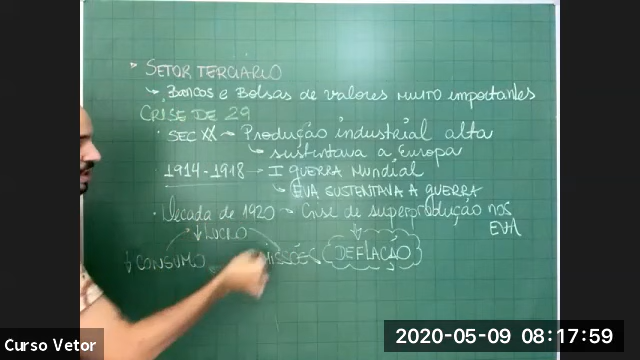 SETOR TERCIÁRIO
↳ Bancos e Bolsas de valores muito importantes
CRISE DE 29
• SEC XX → Produção industrial alta
↳ sustentava a Europa
1914-1918 → I GUERRA MUNDIAL
↳ EUA SUSTENTAVA A GUERRA
• Década de 1920 → Crise de superprodução nos
EUA
↓ LUCRO
↓ CONSUMO DEFLAÇÃO
Curso Vetor
2020-05-09 08:17:59